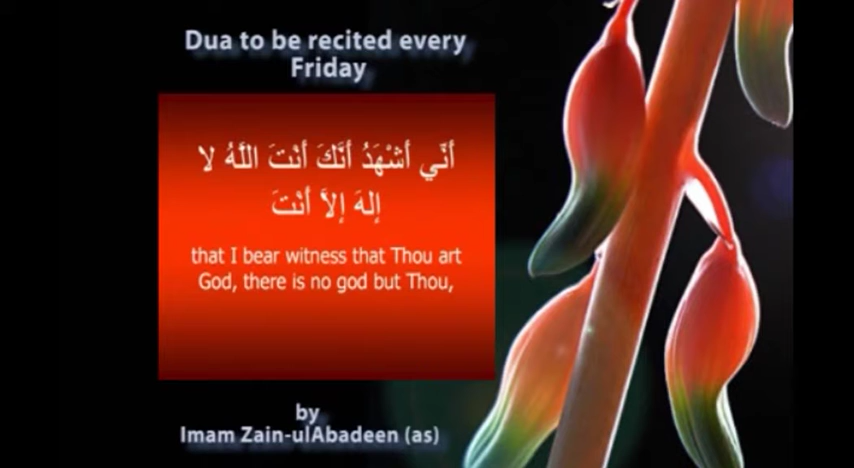 Dua to be recited every
Friday
أَنّي أَشْهَدُ أَنَّكَ أَنْتَ اللَّهُ لا
إِلهَ إِلاَّ أَنْتَ
that I bear witness that Thou art
God, there is no god but Thou,
by
Imam Zain-ulAbadeen (as)